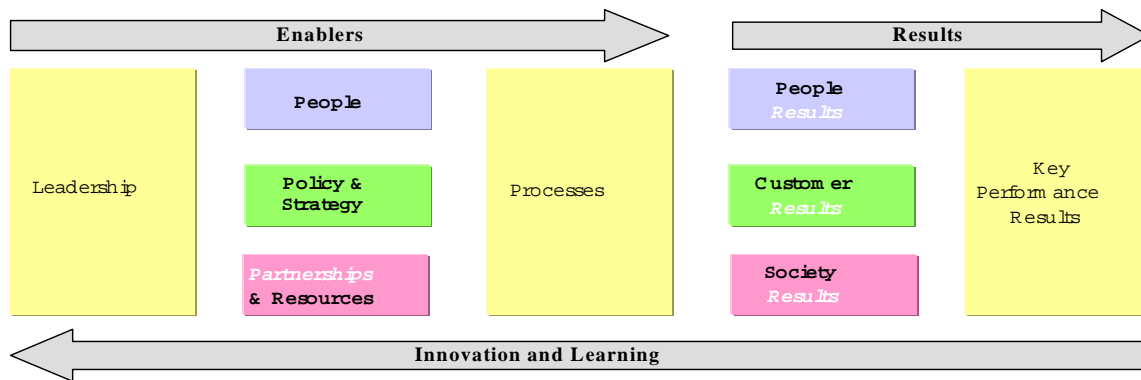 Enablers
Results
Leadership
People
Policy &
Strategy
Partnerships
& Resources
Processes
People
Results
Customer
Results
Society
Results
Key
Performance
Results
Innovation and Learning